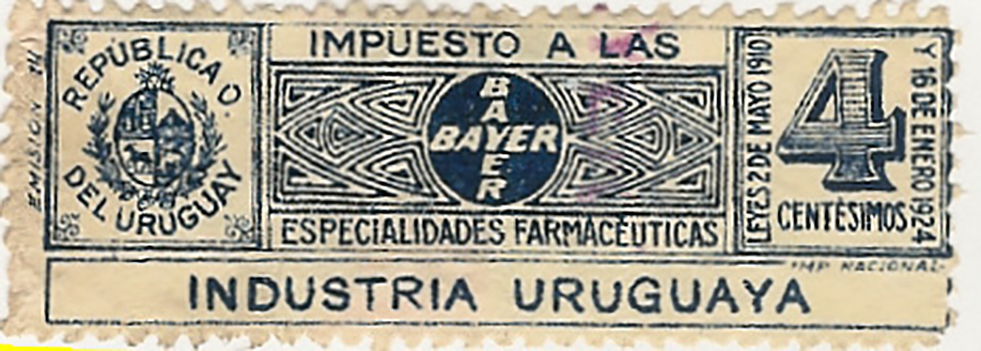 EMISION 14
REPÚBLICA O.
DEL URUGUAY
IMPUESTO A LAS
BAYER
BAYER
ESPECIALIDADES FARMACÉUTICAS
LEYES 2 DE MAYO 1910
4
CENTÉSIMOS
Y 16 DE ENERO 1924
IMP NACIONAL
INDUSTRIA URUGUAYA